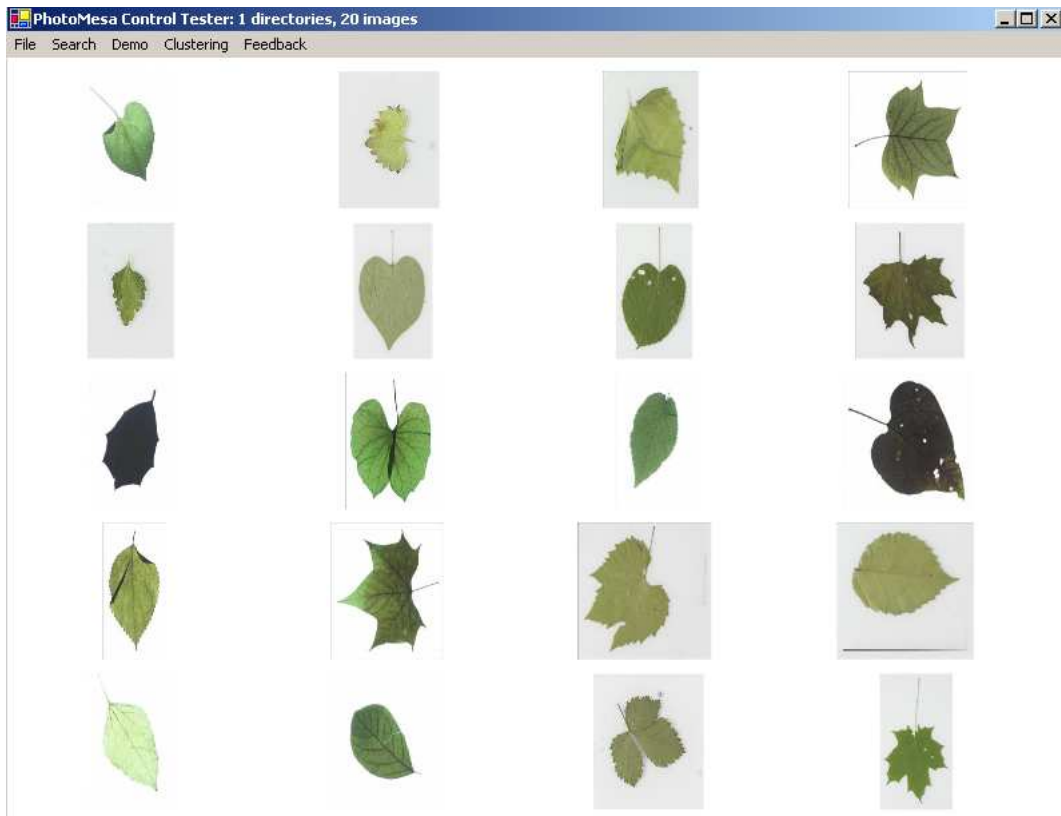 PhotoMesa Control Tester: 1 directories, 20 images
File Search Demo Clustering Feedback